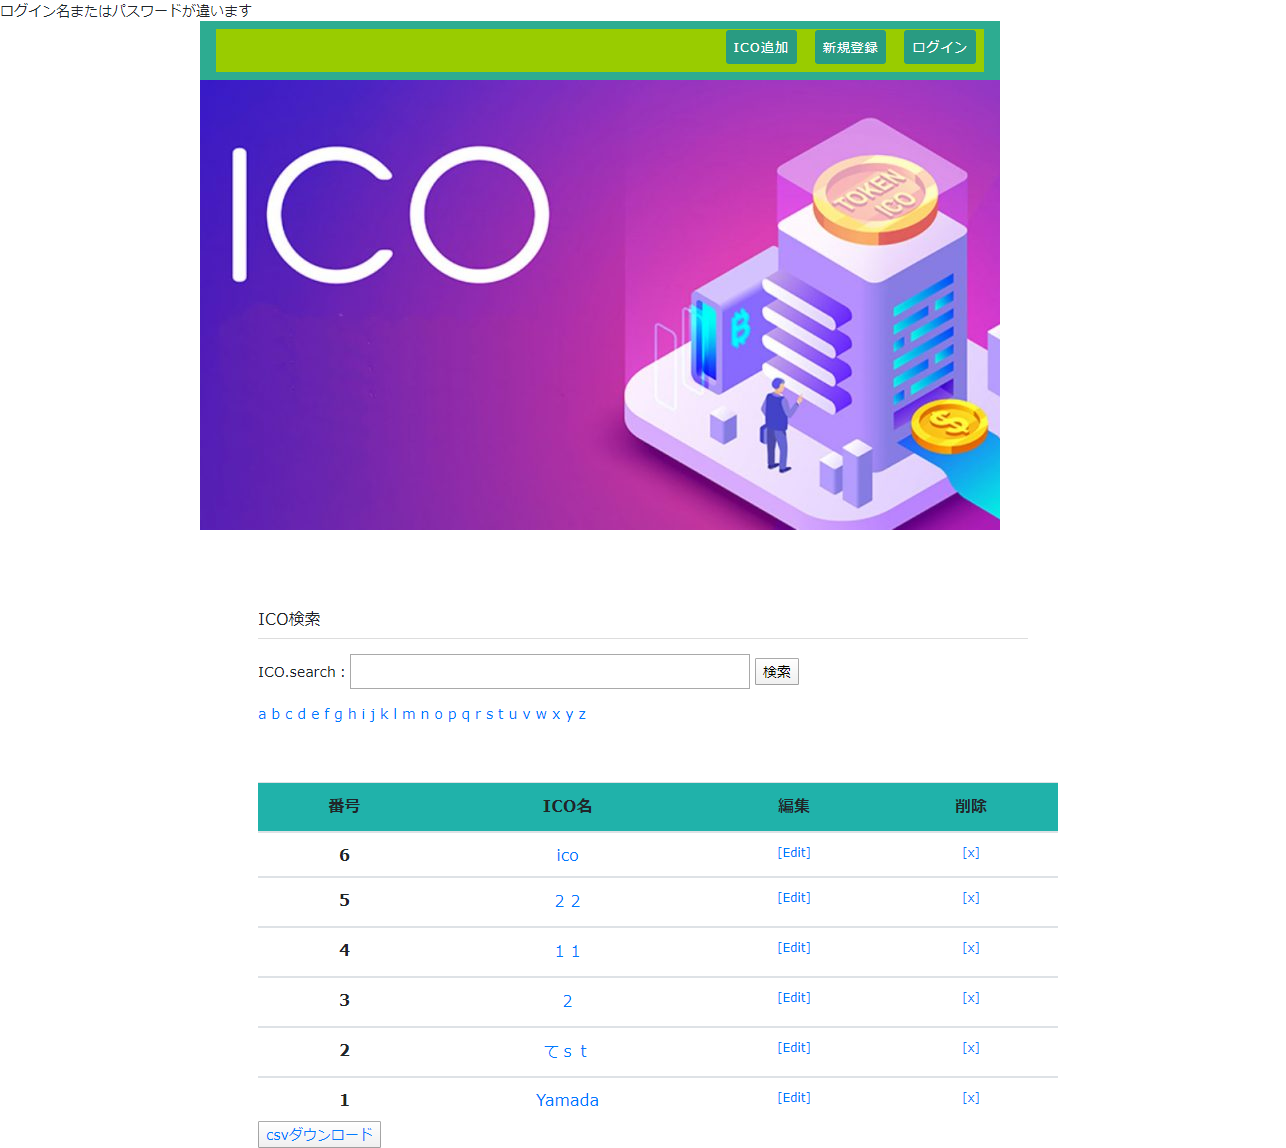 ログイン名またはパスワードが違います
ICO追加 新規登録 ログイン
ICO
TOKEN
ICO
ICO検索
ICO.search : 検索
a b c d e f g h i j k l m n o p q r s t u v w x y z
番号 ICO名 編集 削除
6 ico [Edit] [x]
5 ２２ [Edit] [x]
4 １１ [Edit] [x]
3 2 [Edit] [x]
2 てｓｔ [Edit] [x]
1 Yamada [Edit] [x]
csvダウンロード